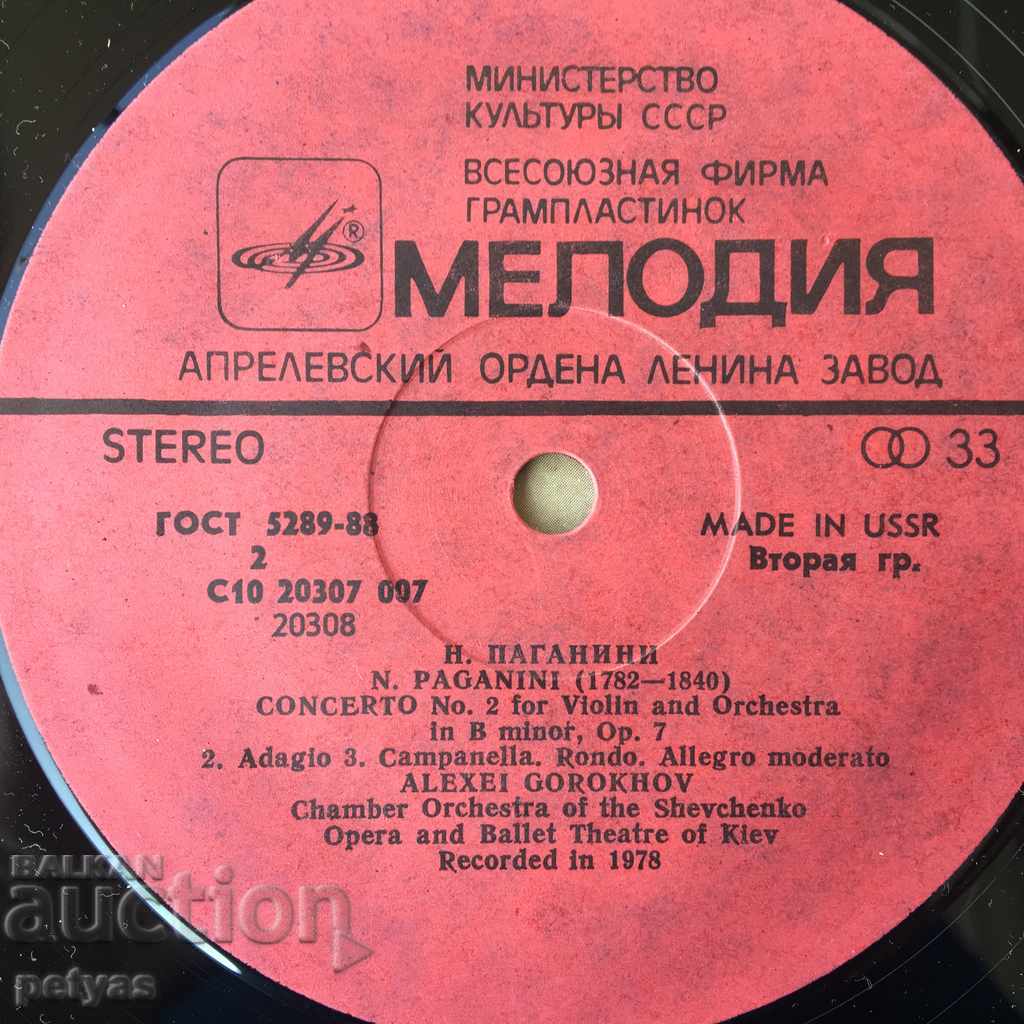 МИНИСТЕРСТВО
КУЛЬТУРЫ СССР
ВСЕСОЮЗНАЯ ФИРМА
ГРАМПЛАСТИНОК
®
МЕЛОДИЯ
АПРЕЛЕВСКИЙ ОРДЕНА ЛЕНИНА ЗАВОД
STEREO
33
ГОСТ 5289-88
MADE IN USSR
2
Вторая гр.
С10 20307 007
20308
Н. ПАГАНИНИ
N. PAGANINI (1782—1840)
CONCERTO No. 2 for Violin and Orchestra
in B minor, Op. 7
2. Adagio 3. Campanella. Rondo. Allegro moderato
ALEXEI GOROKHOV
Chamber Orchestra of the Shevchenko
Opera and Ballet Theatre of Kiev
Recorded in 1978
BALKAN
auction
petyas